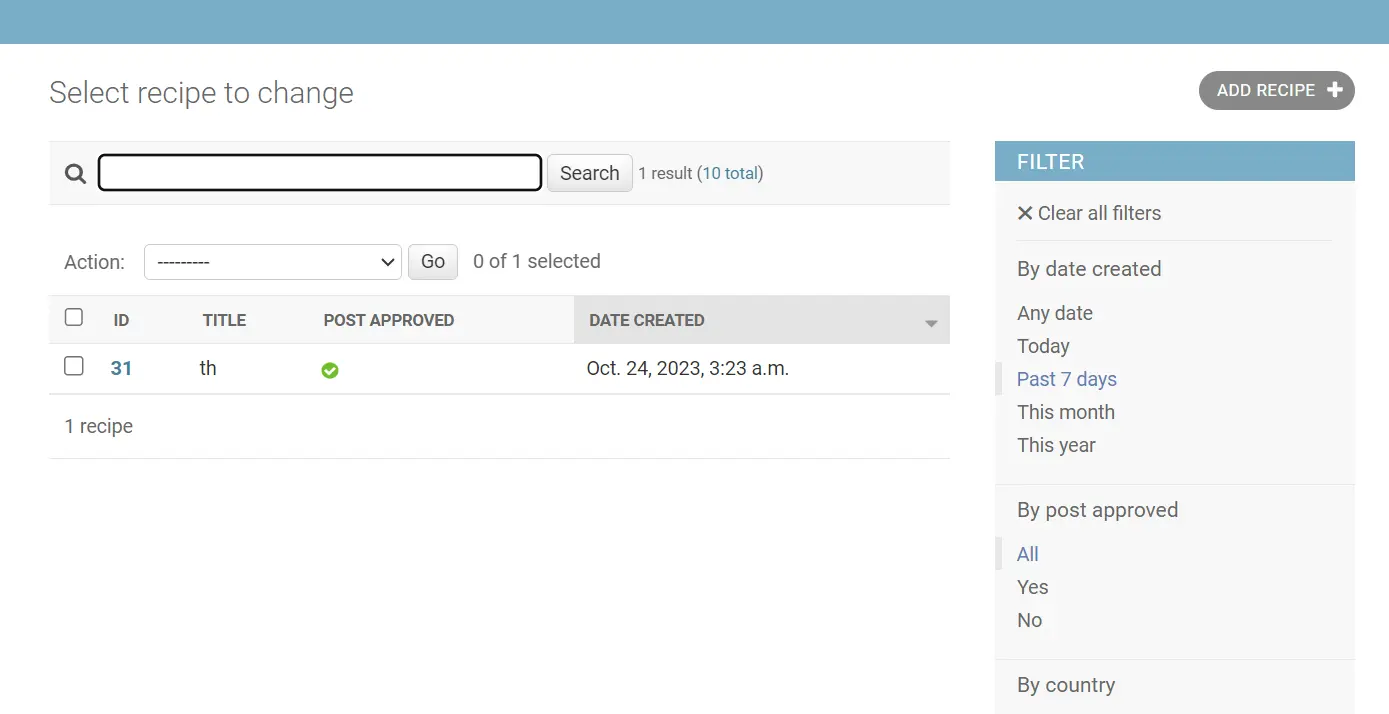 Select recipe to change
ADD RECIPE
Search 1 result (10 total)
Action: --------- Go 0 of 1 selected
ID TITLE POST APPROVED DATE CREATED
31 th Oct. 24, 2023, 3:23 a.m.
1 recipe
FILTER
Clear all filters
By date created
Any date
Today
Past 7 days
This month
This year
By post approved
All
Yes
No
By country